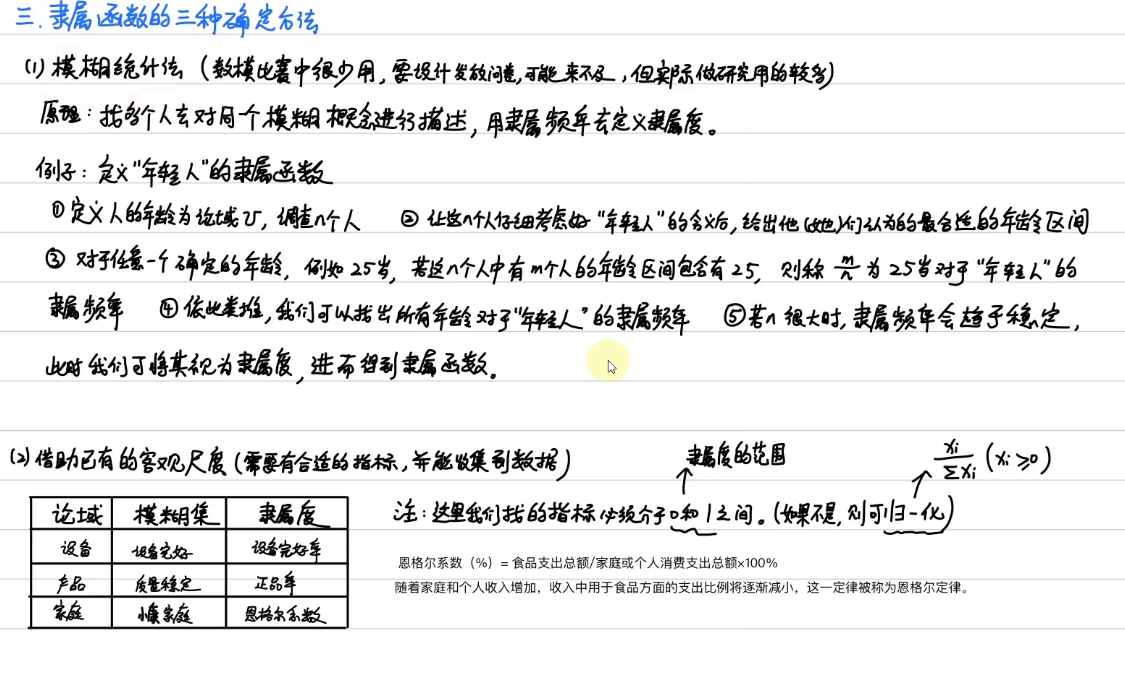 三. 隶属函数的三种确定方法
(1) 模糊统计法 (数模比赛中很少用, 要设计发放问卷, 可能来不及, 但实际做研究用的较多)
原理: 找多个人去对同一个模糊概念进行描述, 用隶属频率去定义隶属度。
例子: 定义"年轻人"的隶属函数
① 定义人的年龄为论域U, 调查n个人 ② 让这n个人仔细考虑好"年轻人"的含义后, 给出他(她)们认为的最合适的年龄区间
③ 对于任意一个确定的年龄, 例如25岁, 若这n个人中有m个人的年龄区间包含有25, 则称 m/n 为25岁对于"年轻人"的
隶属频率 ④ 依此类推, 我们可以找出所有年龄对于"年轻人"的隶属频率 ⑤ 若n很大时, 隶属频率会趋于稳定,
此时我们可将其视为隶属度, 进而得到隶属函数。
(2) 借助已有的客观尺度 (需要有合适的指标, 并能收集到数据)
隶属度的范围
xi/Σxi (xi≥0)
论域 模糊集 隶属度
设备 设备完好 设备完好率
产品 质量稳定 正品率
家庭 小康家庭 恩格尔系数
注: 这里我们找的指标必须介于0和1之间。(如果不是, 则可归一化)
恩格尔系数（%）= 食品支出总额/家庭或个人消费支出总额×100%
随着家庭和个人收入增加，收入中用于食品方面的支出比例将逐渐减小，这一定律被称为恩格尔定律。